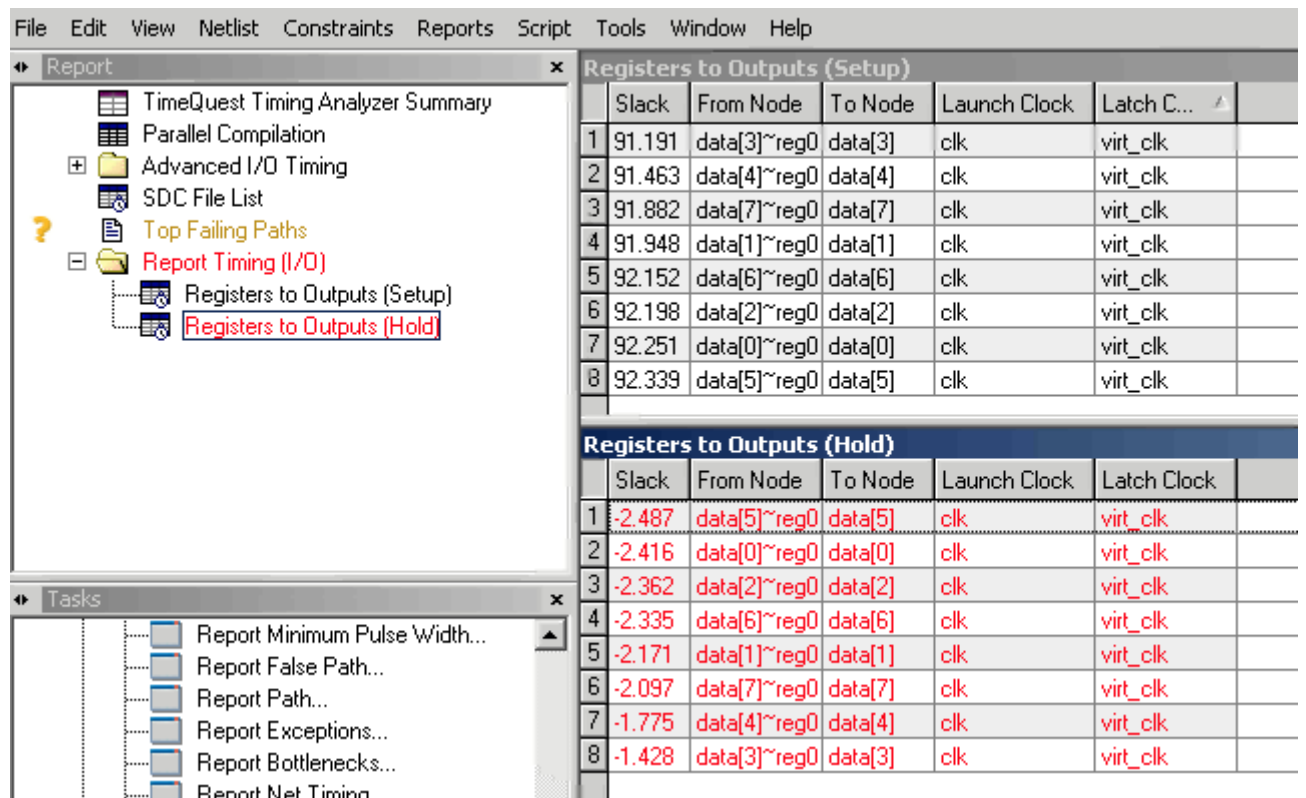 File Edit View Netlist Constraints Reports Script Tools Window Help
Report
TimeQuest Timing Analyzer Summary
Parallel Compilation
Advanced I/O Timing
SDC File List
Top Failing Paths
Report Timing (I/O)
Registers to Outputs (Setup)
Registers to Outputs (Hold)
Tasks
Report Minimum Pulse Width...
Report False Path...
Report Path...
Report Exceptions...
Report Bottlenecks...
Report Net Timing
Registers to Outputs (Setup)
Slack From Node To Node Launch Clock Latch C...
1 91.191 data[3]~reg0 data[3] clk virt_clk
2 91.463 data[4]~reg0 data[4] clk virt_clk
3 91.882 data[7]~reg0 data[7] clk virt_clk
4 91.948 data[1]~reg0 data[1] clk virt_clk
5 92.152 data[6]~reg0 data[6] clk virt_clk
6 92.198 data[2]~reg0 data[2] clk virt_clk
7 92.251 data[0]~reg0 data[0] clk virt_clk
8 92.339 data[5]~reg0 data[5] clk virt_clk
Registers to Outputs (Hold)
Slack From Node To Node Launch Clock Latch Clock
1 -2.487 data[5]~reg0 data[5] clk virt_clk
2 -2.416 data[0]~reg0 data[0] clk virt_clk
3 -2.362 data[2]~reg0 data[2] clk virt_clk
4 -2.335 data[6]~reg0 data[6] clk virt_clk
5 -2.171 data[1]~reg0 data[1] clk virt_clk
6 -2.097 data[7]~reg0 data[7] clk virt_clk
7 -1.775 data[4]~reg0 data[4] clk virt_clk
8 -1.428 data[3]~reg0 data[3] clk virt_clk